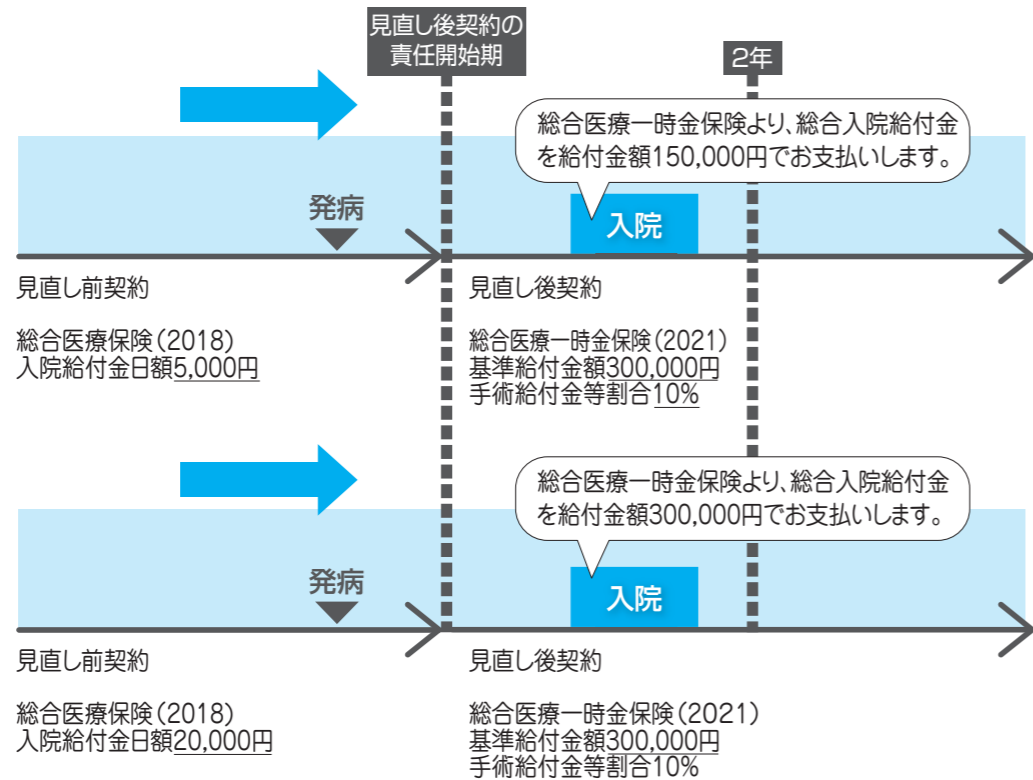 見直し後契約の
責任開始期
2年
総合医療一時金保険より、総合入院給付金
を給付金額150,000円でお支払いします。
発病
入院
見直し前契約
総合医療保険(2018)
入院給付金日額5,000円
見直し後契約
総合医療一時金保険(2021)
基準給付金額300,000円
手術給付金等割合10%
総合医療一時金保険より、総合入院給付金
を給付金額300,000円でお支払いします。
発病
入院
見直し前契約
総合医療保険(2018)
入院給付金日額20,000円
見直し後契約
総合医療一時金保険(2021)
基準給付金額300,000円
手術給付金等割合10%